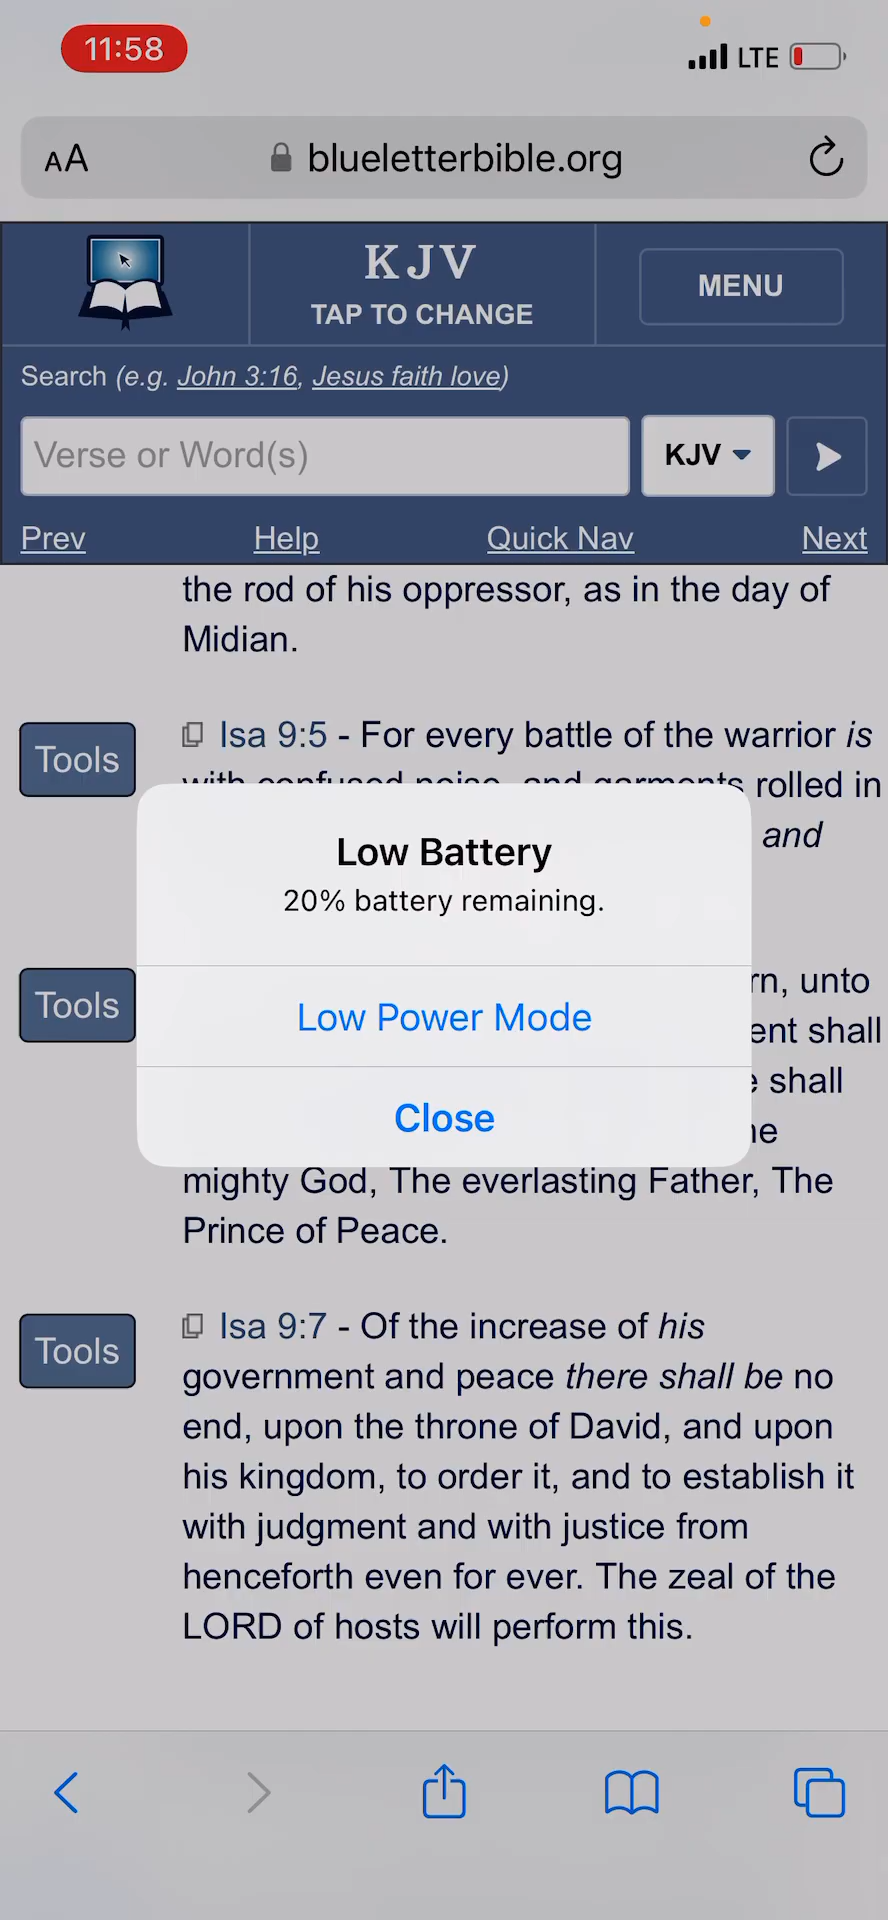 11:58
LTE
AA
blueletterbible.org
KJV
TAP TO CHANGE
MENU
Search (e.g. John 3:16, Jesus faith love)
Verse or Word(s)
KJV
Prev
Help
Quick Nav
Next
the rod of his oppressor, as in the day of
Midian.
Tools
Isa 9:5 - For every battle of the warrior is
with confused noise, and garments rolled in
and
Low Battery
20% battery remaining.
Low Power Mode
Close
Tools
unto
shall
shall
mighty God, The everlasting Father, The
Prince of Peace.
Tools
Isa 9:7 - Of the increase of his
government and peace there shall be no
end, upon the throne of David, and upon
his kingdom, to order it, and to establish it
with judgment and with justice from
henceforth even for ever. The zeal of the
LORD of hosts will perform this.